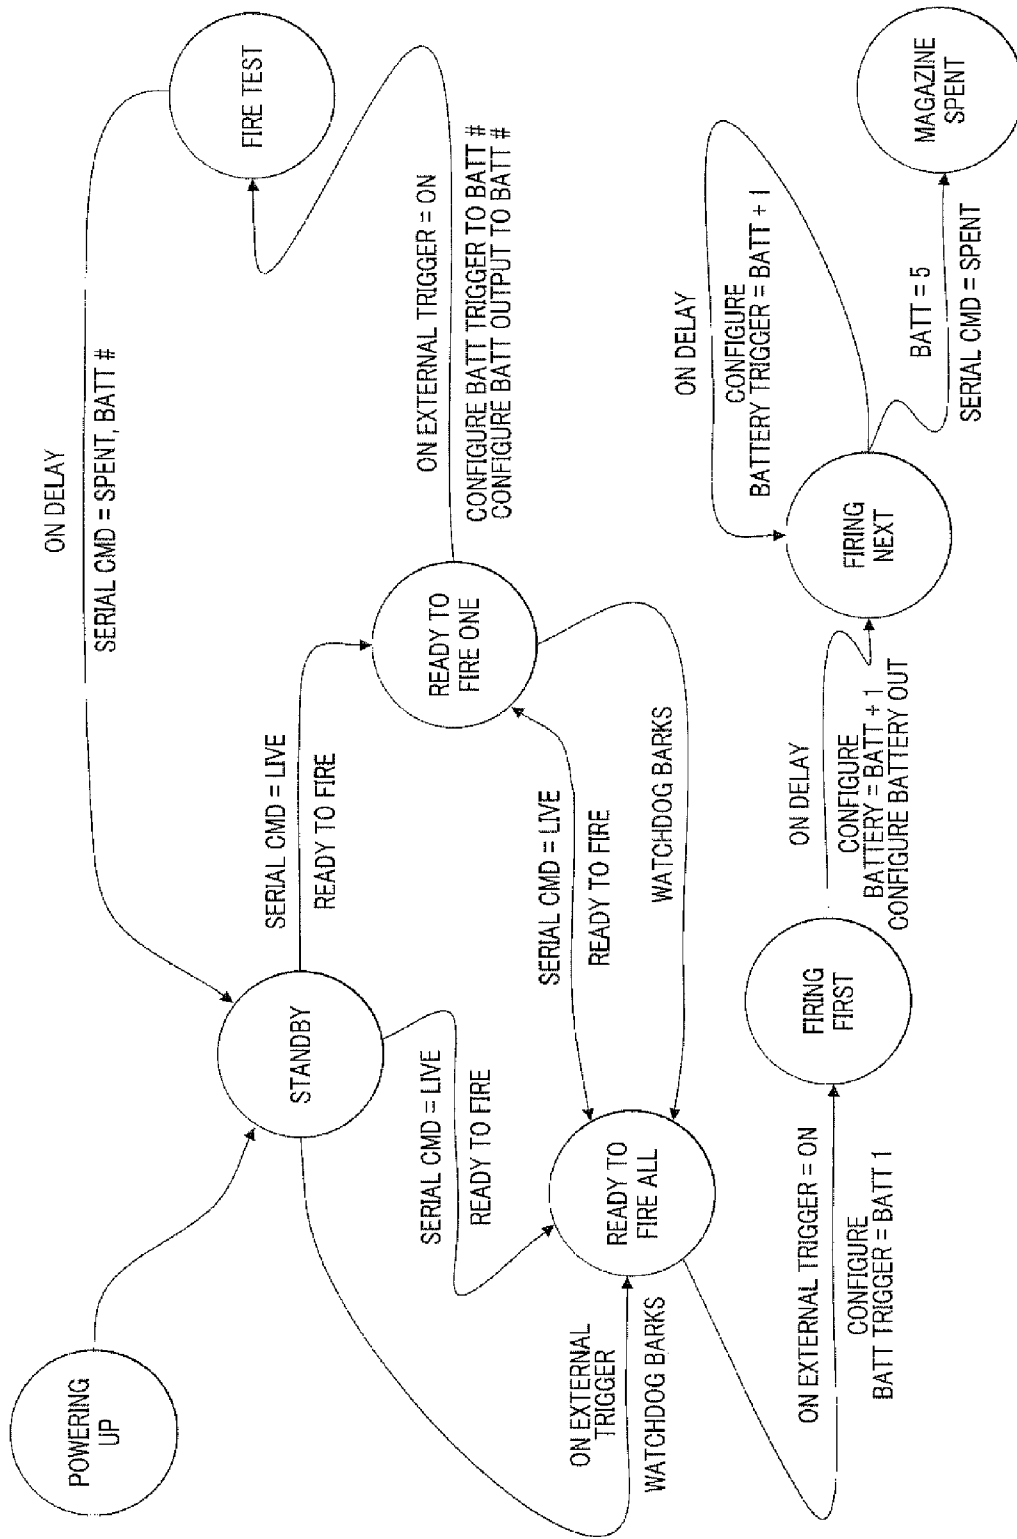 POWERING
UP
STANDBY
ON DELAY
SERIAL CMD = SPENT, BATT #
FIRE TEST
SERIAL CMD = LIVE
READY TO FIRE
READY TO
FIRE ONE
ON EXTERNAL TRIGGER = ON
CONFIGURE BATT TRIGGER TO BATT #
CONFIGURE BATT OUTPUT TO BATT #
SERIAL CMD = LIVE
READY TO FIRE
SERIAL CMD = LIVE
READY TO FIRE
WATCHDOG BARKS
ON EXTERNAL
TRIGGER
WATCHDOG BARKS
READY TO
FIRE ALL
ON EXTERNAL TRIGGER = ON
CONFIGURE
BATT TRIGGER = BATT 1
FIRING
FIRST
ON DELAY
CONFIGURE
BATTERY = BATT + 1
CONFIGURE BATTERY OUT
FIRING
NEXT
ON DELAY
CONFIGURE
BATTERY TRIGGER = BATT + 1
BATT = 5
SERIAL CMD = SPENT
MAGAZINE
SPENT